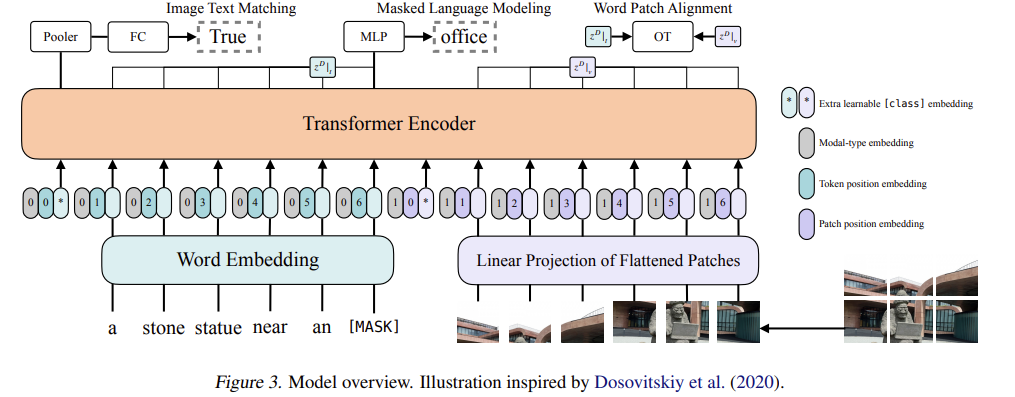 Image Text Matching
Masked Language Modeling
Word Patch Alignment
Pooler
FC
True
MLP
office
z^D|_t
OT
z^D|_v
z^D|_t
z^D|_v
Transformer Encoder
* * Extra learnable [class] embedding
Modal-type embedding
Token position embedding
Patch position embedding
0 0 * 0 1 0 2 0 3 0 4 0 5 0 6 1 0 * 1 1 1 2 1 3 1 4 1 5 1 6
Word Embedding
Linear Projection of Flattened Patches
a stone statue near an [MASK]
Figure 3. Model overview. Illustration inspired by Dosovitskiy et al. (2020).